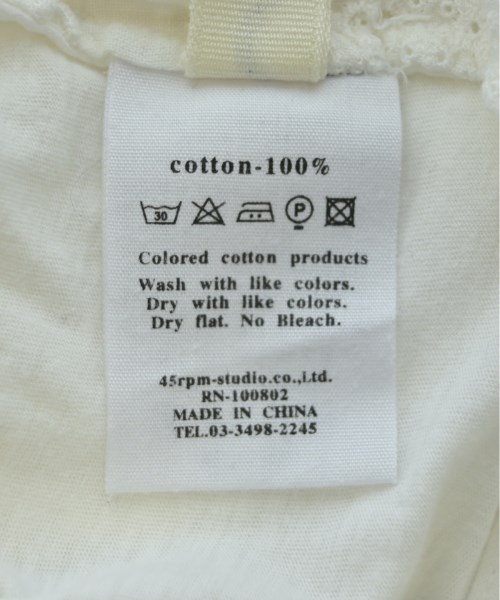 cotton-100%
30 P
Colored cotton products
Wash with like colors.
Dry with like colors.
Dry flat. No Bleach.
45rpm-studio.co.,Ltd.
RN-100802
MADE IN CHINA
TEL.03-3498-2245